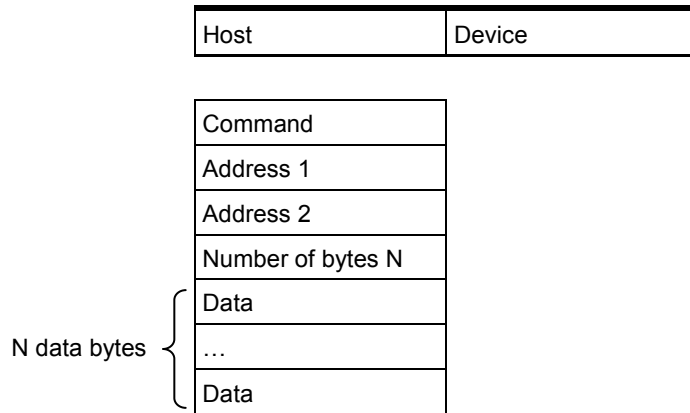 Host Device
Command
Address 1
Address 2
Number of bytes N
Data
N data bytes …
Data